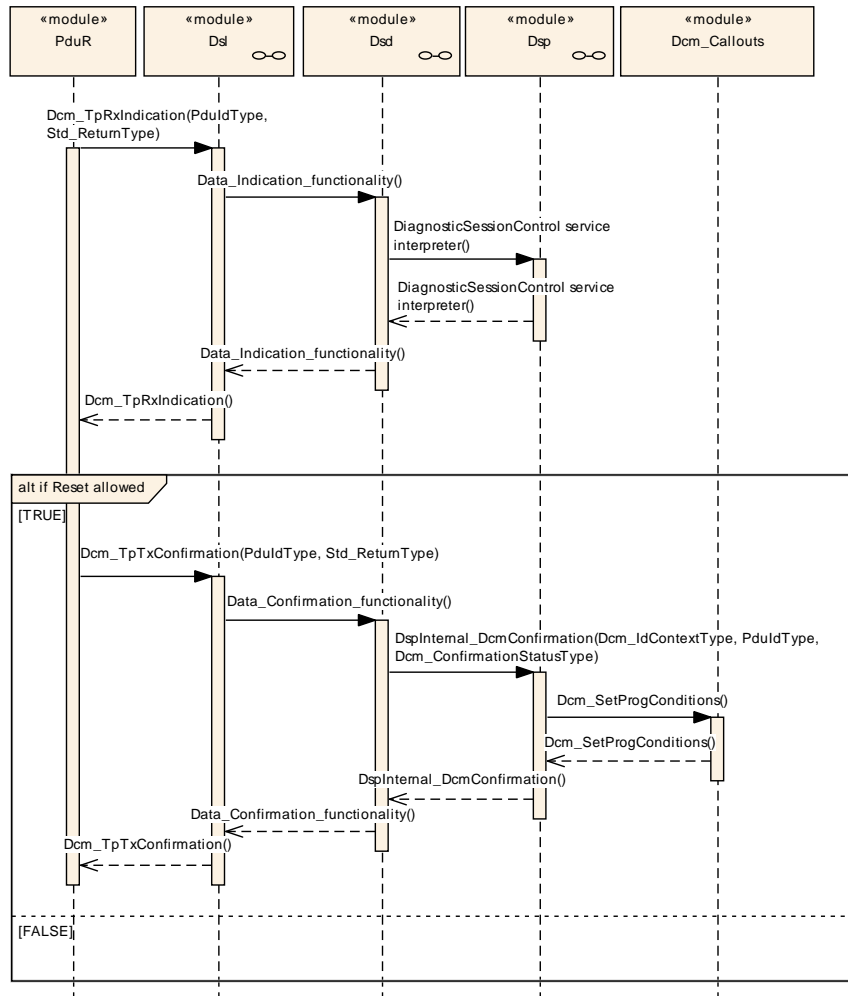 «module»
PduR
«module»
Dsl
«module»
Dsd
«module»
Dsp
«module»
Dcm_Callouts
Dcm_TpRxIndication(PduIdType,
Std_ReturnType)
Data_Indication_functionality()
DiagnosticSessionControl service
interpreter()
DiagnosticSessionControl service
interpreter()
Data_Indication_functionality()
Dcm_TpRxIndication()
alt if Reset allowed
[TRUE]
Dcm_TpTxConfirmation(PduIdType, Std_ReturnType)
Data_Confirmation_functionality()
DspInternal_DcmConfirmation(Dcm_IdContextType, PduIdType,
Dcm_ConfirmationStatusType)
Dcm_SetProgConditions()
Dcm_SetProgConditions()
DspInternal_DcmConfirmation()
Data_Confirmation_functionality()
Dcm_TpTxConfirmation()
[FALSE]